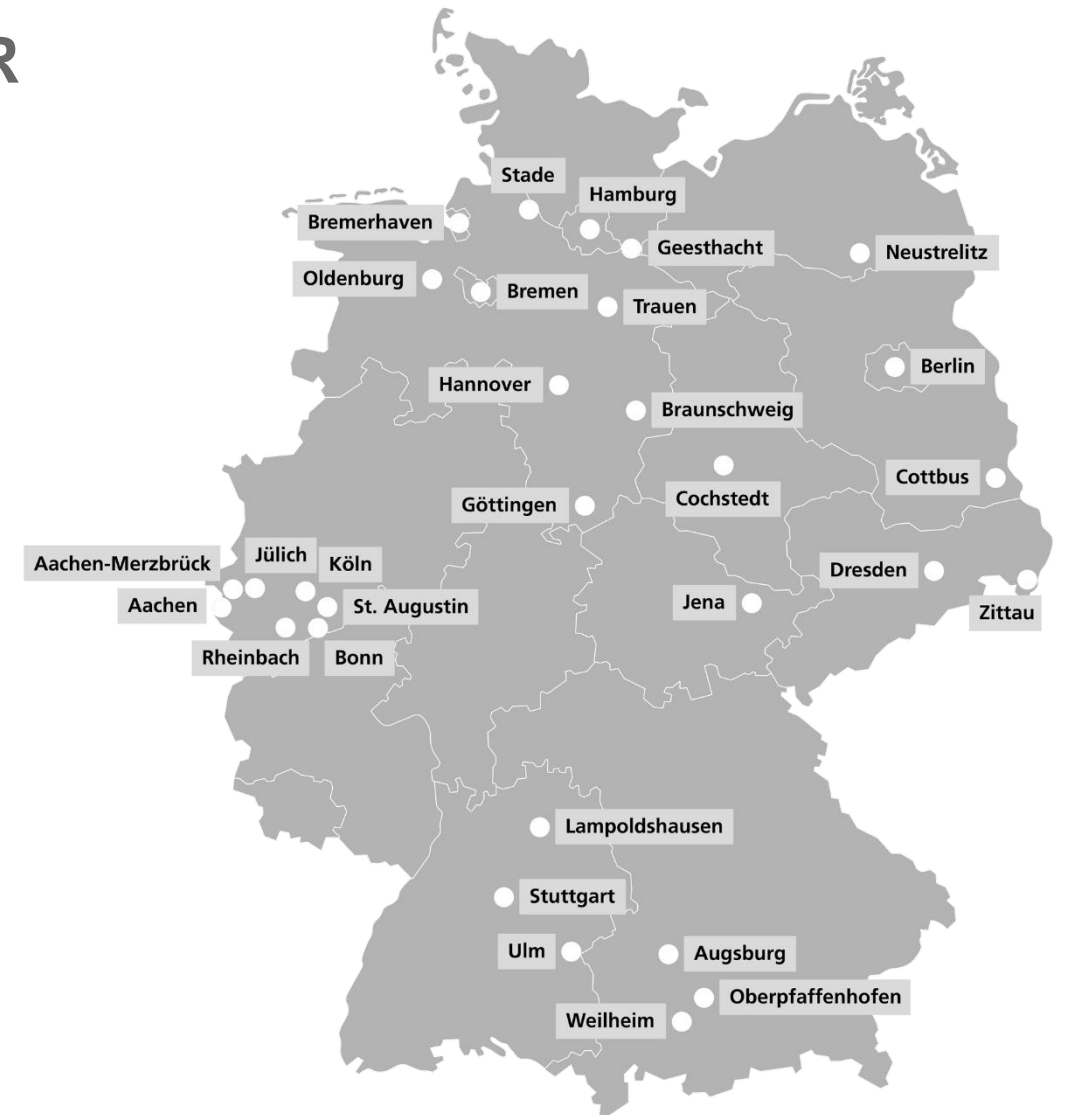 R
Stade
Hamburg
Bremerhaven
Geesthacht
Neustrelitz
Oldenburg
Bremen
Trauen
Berlin
Hannover
Braunschweig
Cottbus
Cochstedt
Göttingen
Jülich
Köln
Aachen-Merzbrück
Dresden
Aachen
St. Augustin
Jena
Zittau
Rheinbach
Bonn
Lampoldshausen
Stuttgart
Ulm
Augsburg
Oberpfaffenhofen
Weilheim